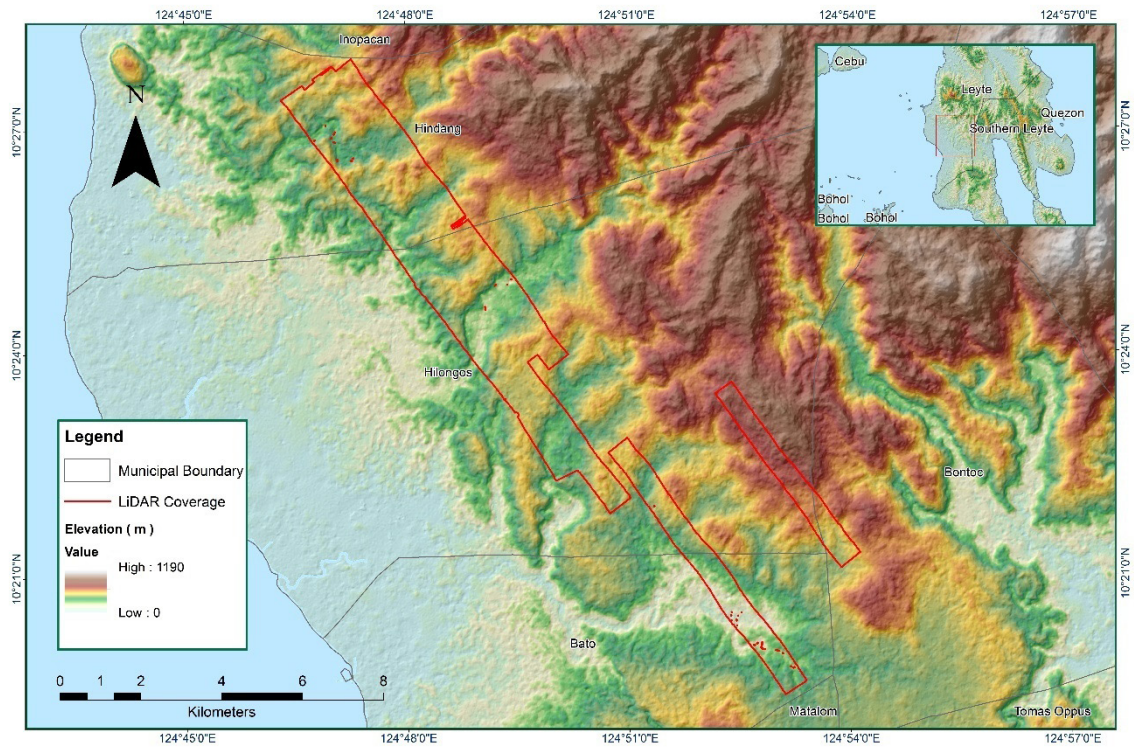 124°45'0"E 124°48'0"E 124°51'0"E 124°54'0"E 124°57'0"E
Inopacan
N
Hindang
10°27'0"N
10°27'0"N
Cebu
Leyte
Quezon
Southern Leyte
Bohol
Bohol
Bohol
10°24'0"N
10°24'0"N
Hilongos
Bontoc
Legend
Municipal Boundary
LiDAR Coverage
Elevation ( m )
Value
High : 1190
Low : 0
10°21'0"N
10°21'0"N
Bato
0 1 2 4 6 8
Kilometers
Matalom
Tomas Oppus
124°45'0"E 124°48'0"E 124°51'0"E 124°54'0"E 124°57'0"E